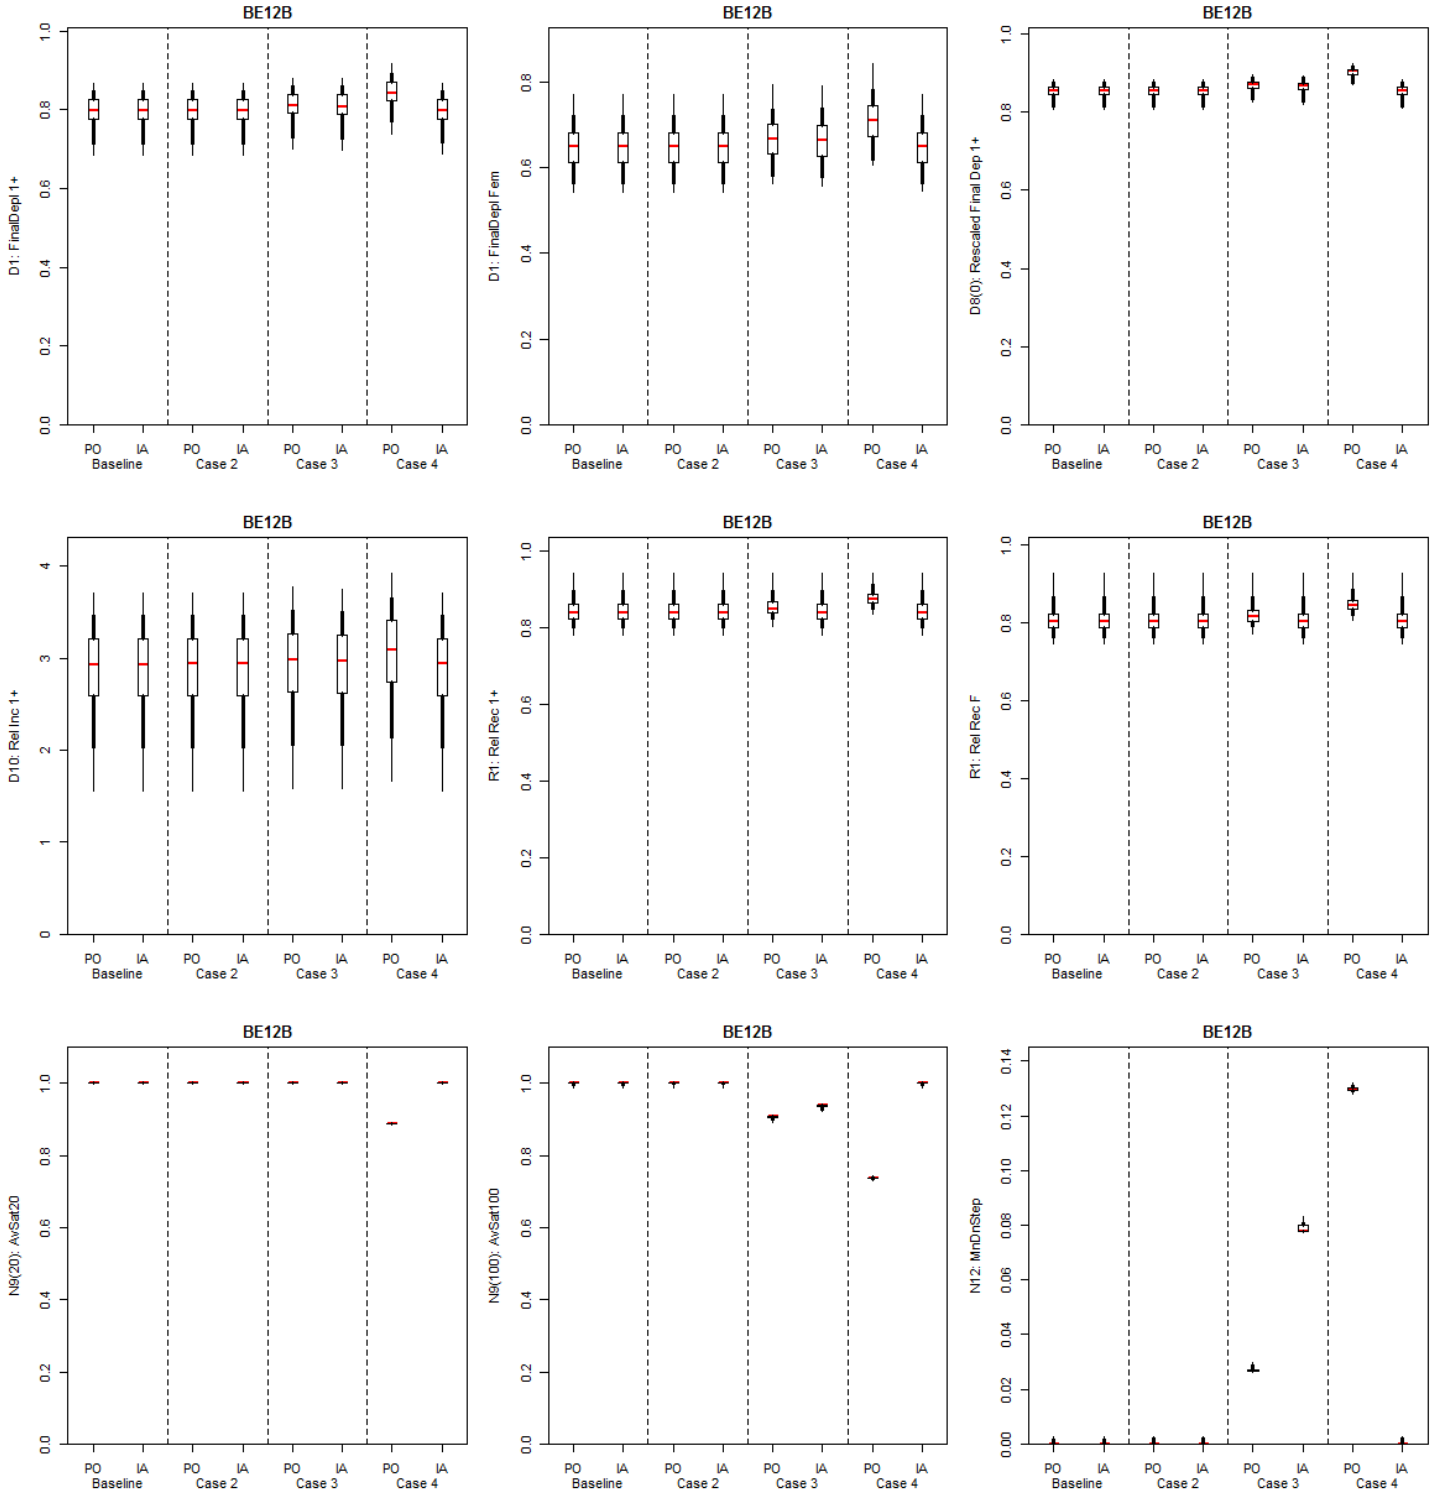 BE12B
D1: FinalDepl 1+
0.0 0.2 0.4 0.6 0.8 1.0
PO IA PO IA PO IA PO IA
Baseline Case 2 Case 3 Case 4
BE12B
D1: FinalDepl Fem
0.0 0.2 0.4 0.6 0.8
PO IA PO IA PO IA PO IA
Baseline Case 2 Case 3 Case 4
BE12B
D8(0): Rescaled Final Dep 1+
0.0 0.2 0.4 0.6 0.8 1.0
PO IA PO IA PO IA PO IA
Baseline Case 2 Case 3 Case 4
BE12B
D10: Rel Inc 1+
0 1 2 3 4
PO IA PO IA PO IA PO IA
Baseline Case 2 Case 3 Case 4
BE12B
R1: Rel Rec 1+
0.0 0.2 0.4 0.6 0.8 1.0
PO IA PO IA PO IA PO IA
Baseline Case 2 Case 3 Case 4
BE12B
R1: Rel Rec F
0.0 0.2 0.4 0.6 0.8 1.0
PO IA PO IA PO IA PO IA
Baseline Case 2 Case 3 Case 4
BE12B
N9(20): AvSat20
0.0 0.2 0.4 0.6 0.8 1.0
PO IA PO IA PO IA PO IA
Baseline Case 2 Case 3 Case 4
BE12B
N9(100): AvSat100
0.0 0.2 0.4 0.6 0.8 1.0
PO IA PO IA PO IA PO IA
Baseline Case 2 Case 3 Case 4
BE12B
N12: MnDnStep
0.00 0.02 0.04 0.06 0.08 0.10 0.12 0.14
PO IA PO IA PO IA PO IA
Baseline Case 2 Case 3 Case 4